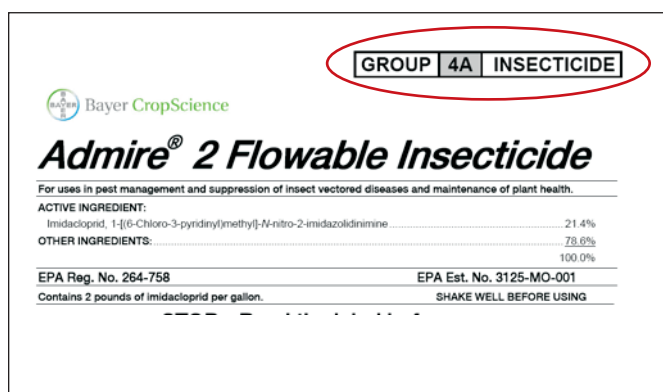 GROUP 4A INSECTICIDE
BAYER
BAYER Bayer CropScience
Admire® 2 Flowable Insecticide
For uses in pest management and suppression of insect vectored diseases and maintenance of plant health.
ACTIVE INGREDIENT:
Imidacloprid, 1-[(6-Chloro-3-pyridinyl)methyl]-N-nitro-2-imidazolidinimine 21.4%
OTHER INGREDIENTS: 78.6%
100.0%
EPA Reg. No. 264-758 EPA Est. No. 3125-MO-001
Contains 2 pounds of imidacloprid per gallon. SHAKE WELL BEFORE USING